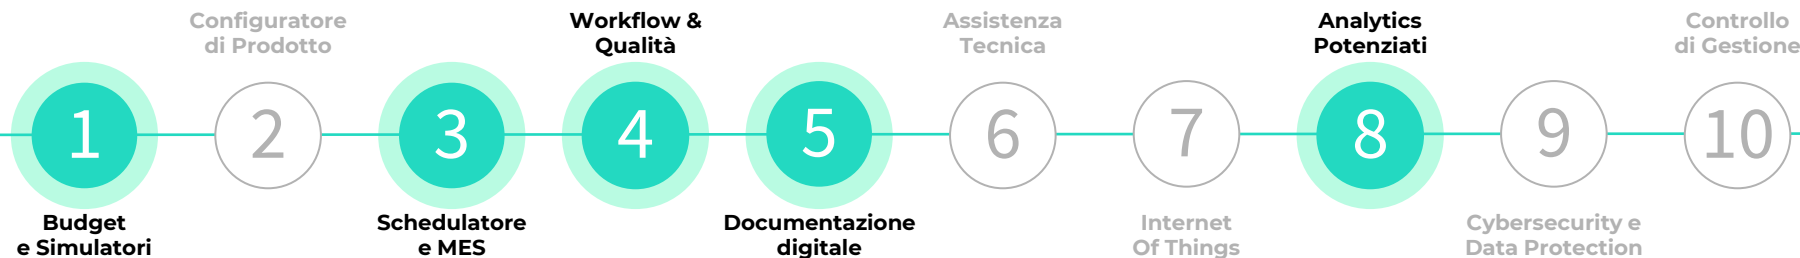 1
Budget
e Simulatori
Configuratore
di Prodotto
2
3
Schedulatore
e MES
Workflow &
Qualità
4
5
Documentazione
digitale
Assistenza
Tecnica
6
7
Internet
Of Things
Analytics
Potenziati
8
9
Cybersecurity e
Data Protection
Controllo
di Gestione
10